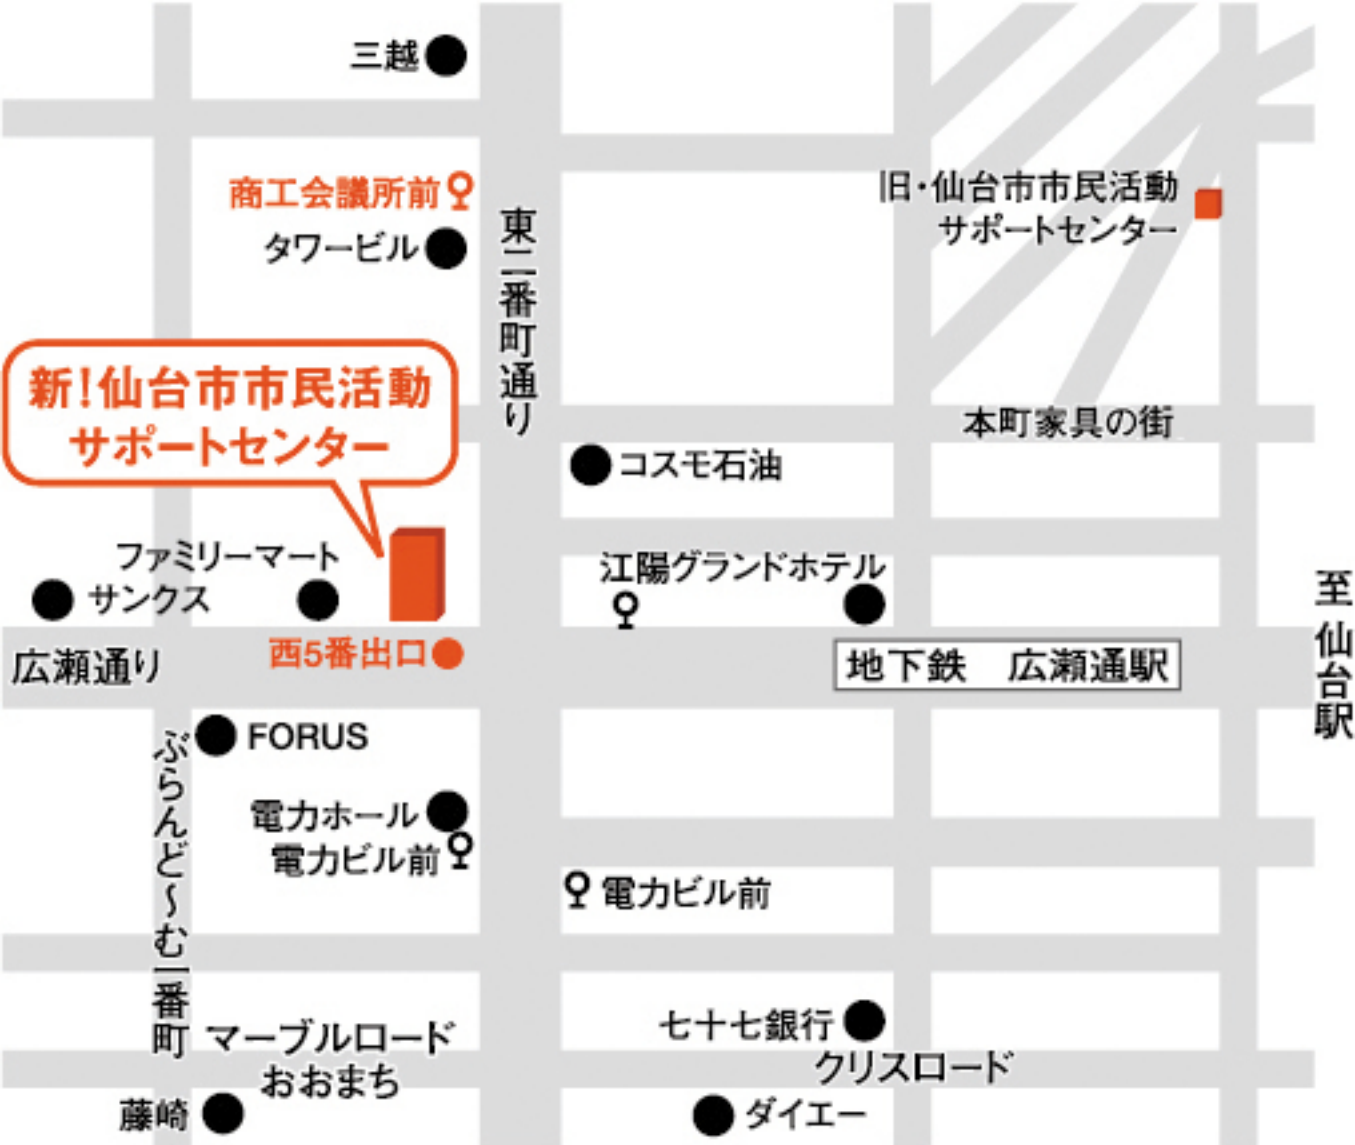 三越
商工会議所前
タワービル
東二番町通り
旧・仙台市市民活動
サポートセンター
新!仙台市市民活動
サポートセンター
本町家具の街
コスモ石油
ファミリーマート
サンクス
江陽グランドホテル
西5番出口
広瀬通り
地下鉄 広瀬通駅
至 仙台駅
FORUS
ぶらんど〜む一番町
電力ホール
電力ビル前
電力ビル前
七十七銀行
マーブルロード
おおまち
クリスロード
藤崎
ダイエー